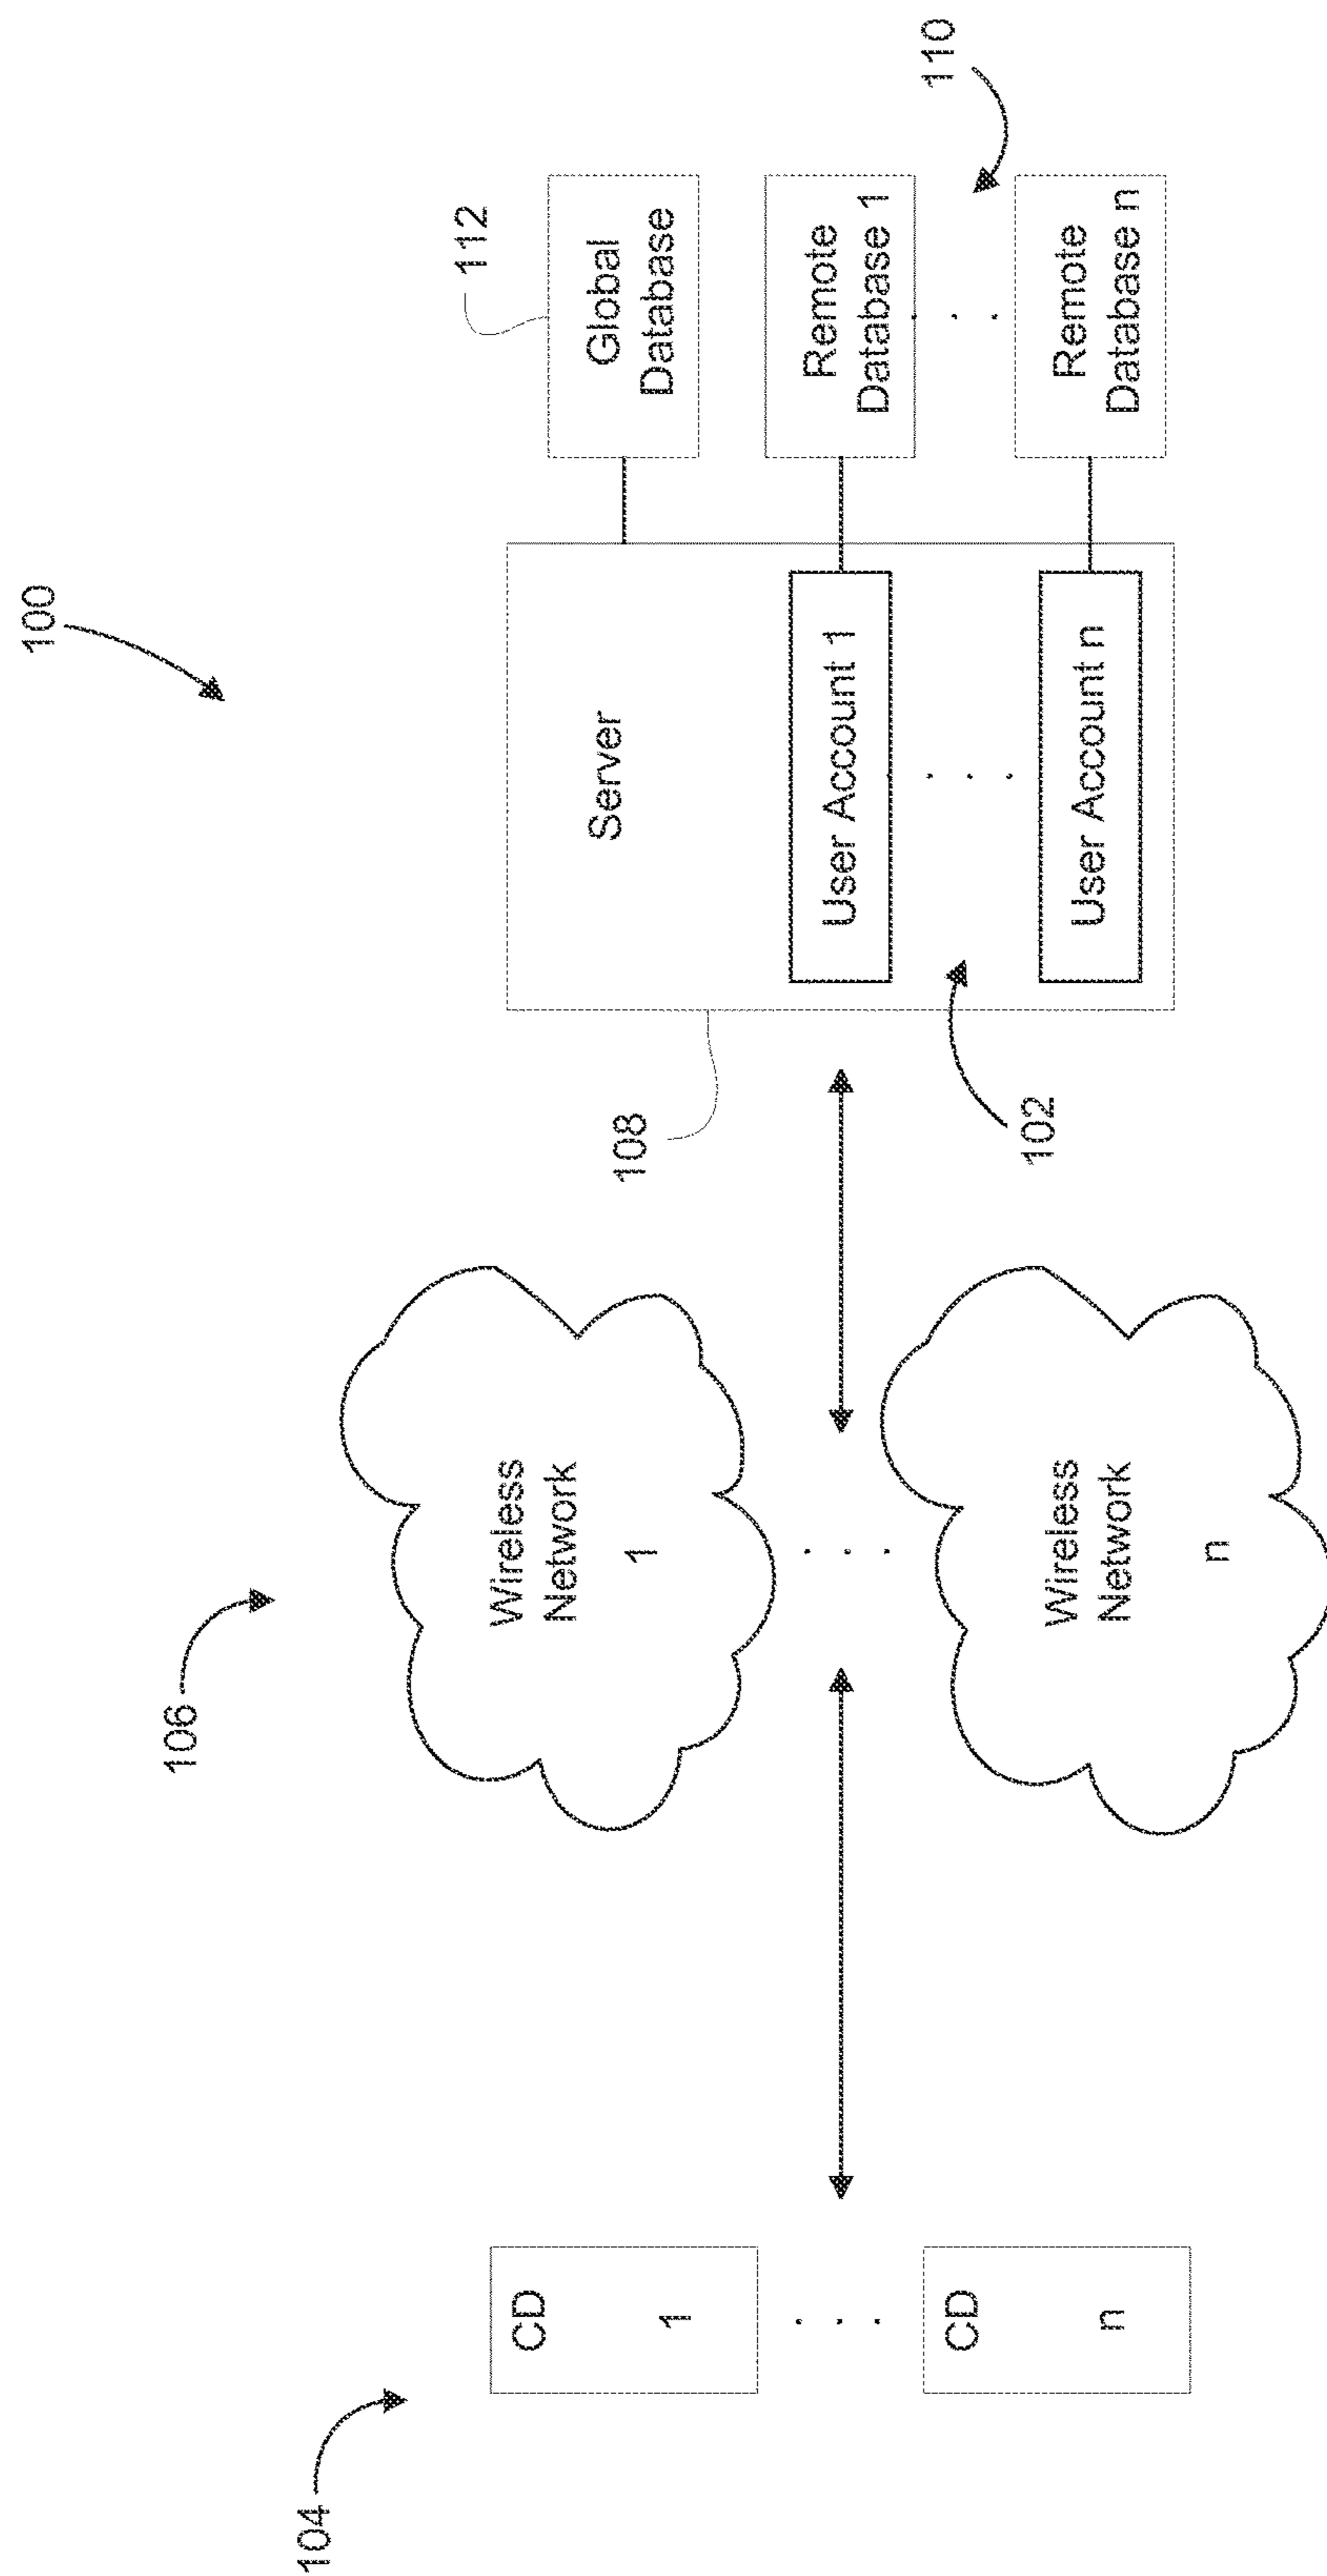 100
104
CD
1
. . .
CD
n
106
Wireless
Network
1
. . .
Wireless
Network
n
108
Server
User Account 1
. . .
User Account n
102
112
Global
Database
Remote
Database 1
. . .
Remote
Database n
110